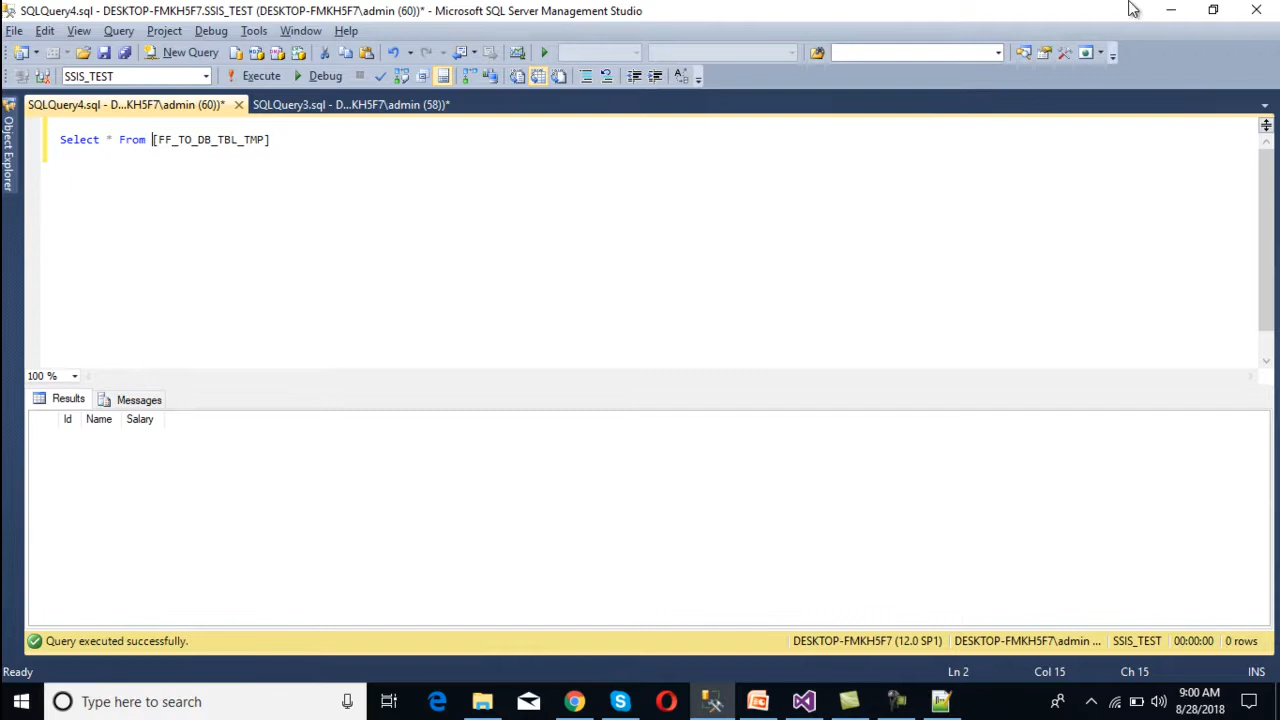 SQLQuery4.sql - DESKTOP-FMKH5F7.SSIS_TEST (DESKTOP-FMKH5F7\admin (60))* - Microsoft SQL Server Management Studio
File Edit View Query Project Debug Tools Window Help
New Query
SSIS_TEST Execute Debug
SQLQuery4.sql - D...KH5F7\admin (60))* SQLQuery3.sql - D...KH5F7\admin (58))*
Object Explorer
Select * From [FF_TO_DB_TBL_TMP]
100 %
Results Messages
Id Name Salary
Query executed successfully. DESKTOP-FMKH5F7 (12.0 SP1) DESKTOP-FMKH5F7\admin ... SSIS_TEST 00:00:00 0 rows
Ready Ln 2 Col 15 Ch 15 INS
Type here to search 9:00 AM
8/28/2018